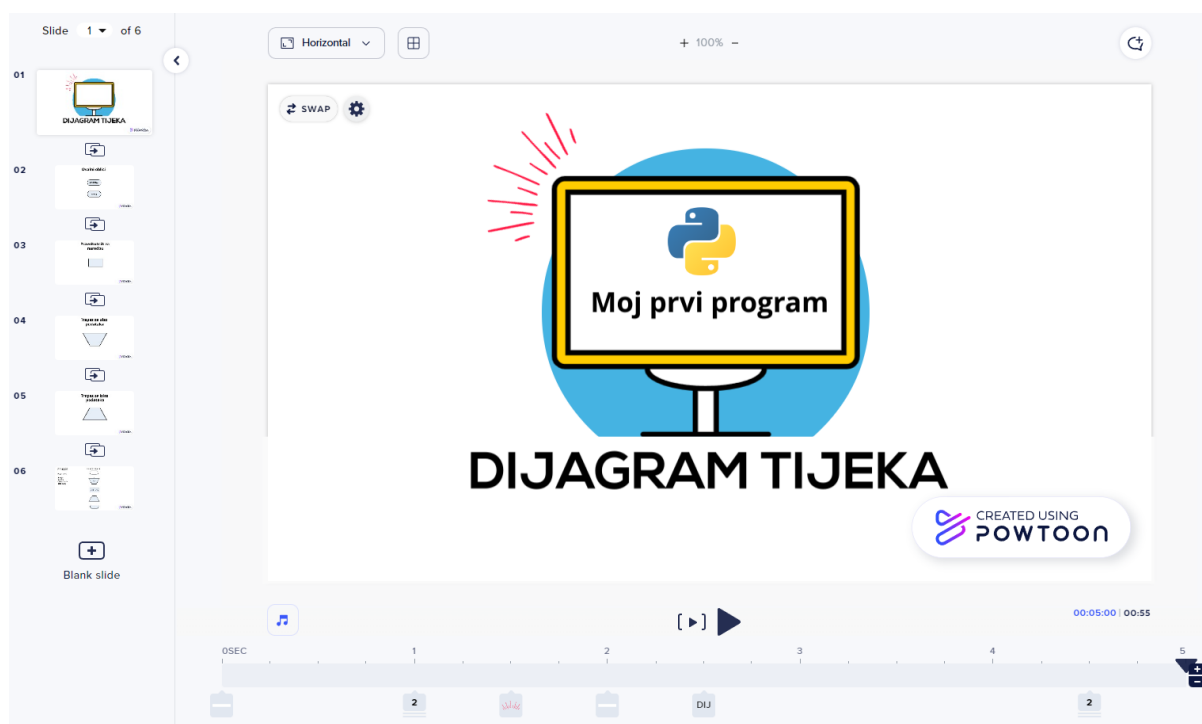 Slide 1 of 6
Horizontal
+ 100% −
01
DIJAGRAM TIJEKA
SWAP
02
03
04
05
06
Blank slide
Moj prvi program
DIJAGRAM TIJEKA
CREATED USING
POWTOON
00:05:00 | 00:55
0SEC 1 2 3 4 5
2 DIJ 2